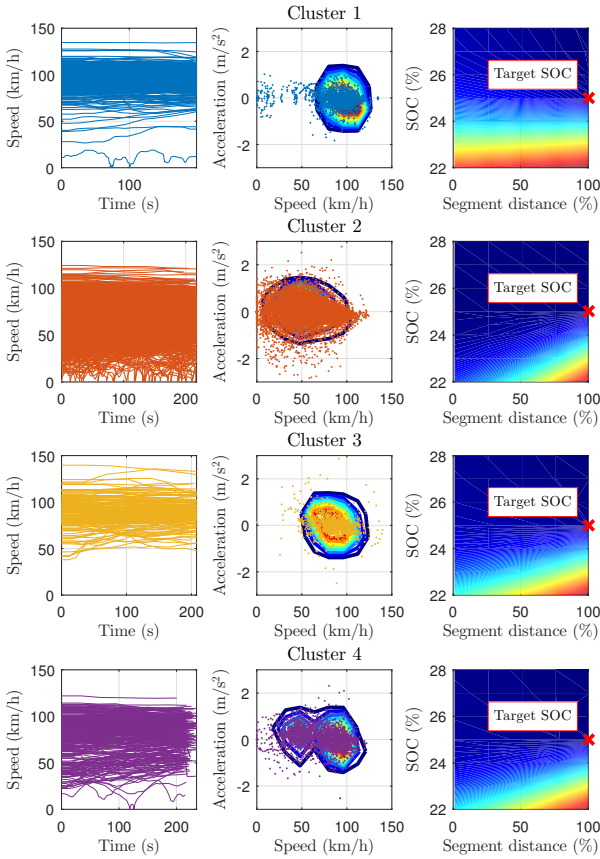 Cluster 1
150
100
50
0
Speed (km/h)
0
100
Time (s)
2
0
-2
Acceleration (m/s²)
0
50
100
150
Speed (km/h)
28
26
24
22
SOC (%)
Target SOC
0
50
100
Segment distance (%)
Cluster 2
150
100
50
0
Speed (km/h)
0
100
200
Time (s)
2
0
-2
Acceleration (m/s²)
0
50
100
150
Speed (km/h)
28
26
24
22
SOC (%)
Target SOC
0
50
100
Segment distance (%)
Cluster 3
150
100
50
0
Speed (km/h)
0
100
200
Time (s)
2
0
-2
Acceleration (m/s²)
0
50
100
150
Speed (km/h)
28
26
24
22
SOC (%)
Target SOC
0
50
100
Segment distance (%)
Cluster 4
150
100
50
0
Speed (km/h)
0
100
200
Time (s)
2
0
-2
Acceleration (m/s²)
0
50
100
150
Speed (km/h)
28
26
24
22
SOC (%)
Target SOC
0
50
100
Segment distance (%)